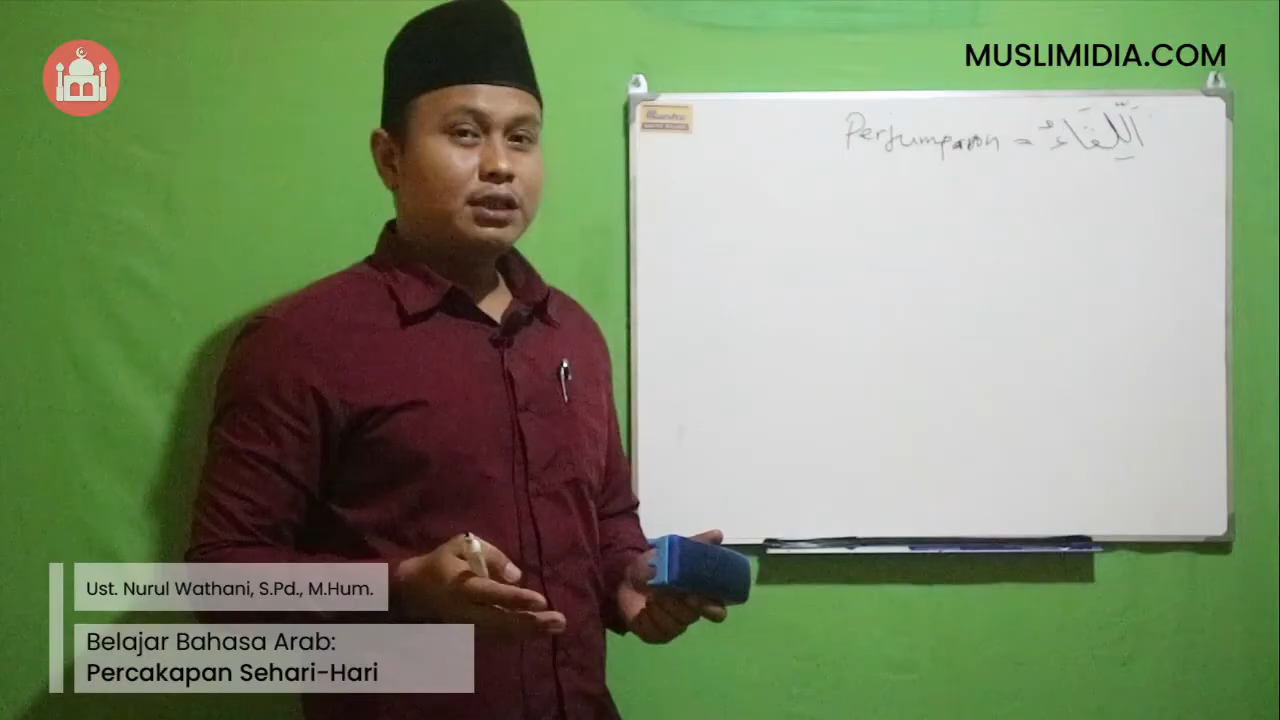 MUSLIMIDIA.COM
Perjumpaan = اَللِّقَاءُ
Ust. Nurul Wathani, S.Pd., M.Hum.
Belajar Bahasa Arab:
Percakapan Sehari-Hari